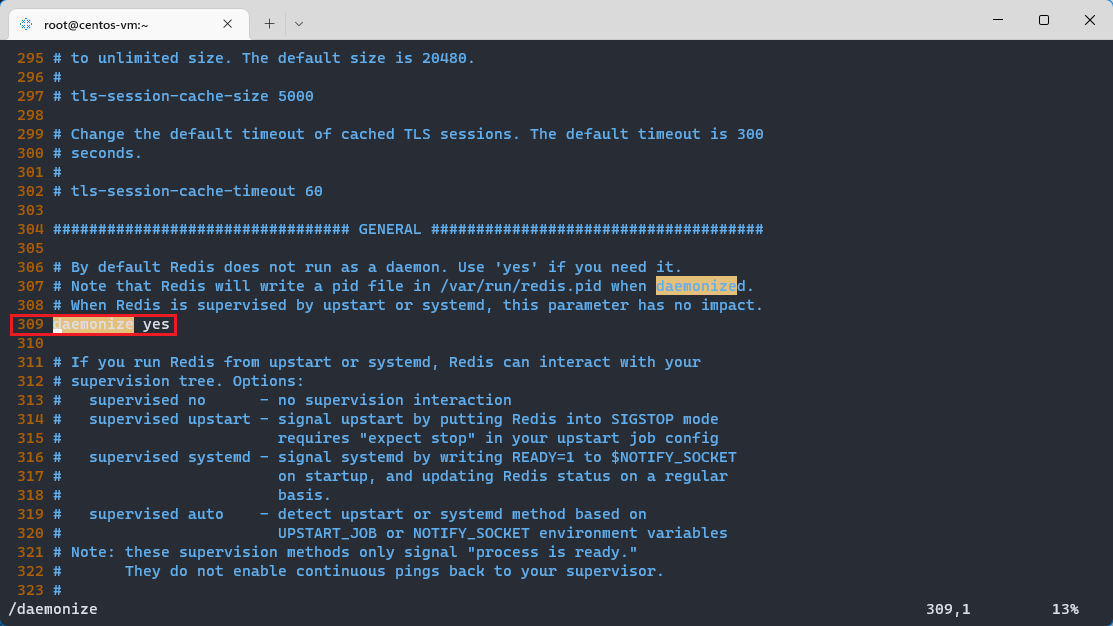 root@centos-vm:~
295 # to unlimited size. The default size is 20480.
296 #
297 # tls-session-cache-size 5000
298
299 # Change the default timeout of cached TLS sessions. The default timeout is 300
300 # seconds.
301 #
302 # tls-session-cache-timeout 60
303
304 ################################# GENERAL #####################################
305
306 # By default Redis does not run as a daemon. Use 'yes' if you need it.
307 # Note that Redis will write a pid file in /var/run/redis.pid when daemonized.
308 # When Redis is supervised by upstart or systemd, this parameter has no impact.
309 daemonize yes
310
311 # If you run Redis from upstart or systemd, Redis can interact with your
312 # supervision tree. Options:
313 #   supervised no      - no supervision interaction
314 #   supervised upstart - signal upstart by putting Redis into SIGSTOP mode
315 #                        requires "expect stop" in your upstart job config
316 #   supervised systemd - signal systemd by writing READY=1 to $NOTIFY_SOCKET
317 #                        on startup, and updating Redis status on a regular
318 #                        basis.
319 #   supervised auto    - detect upstart or systemd method based on
320 #                        UPSTART_JOB or NOTIFY_SOCKET environment variables
321 # Note: these supervision methods only signal "process is ready."
322 #       They do not enable continuous pings back to your supervisor.
323 #
/daemonize 309,1 13%